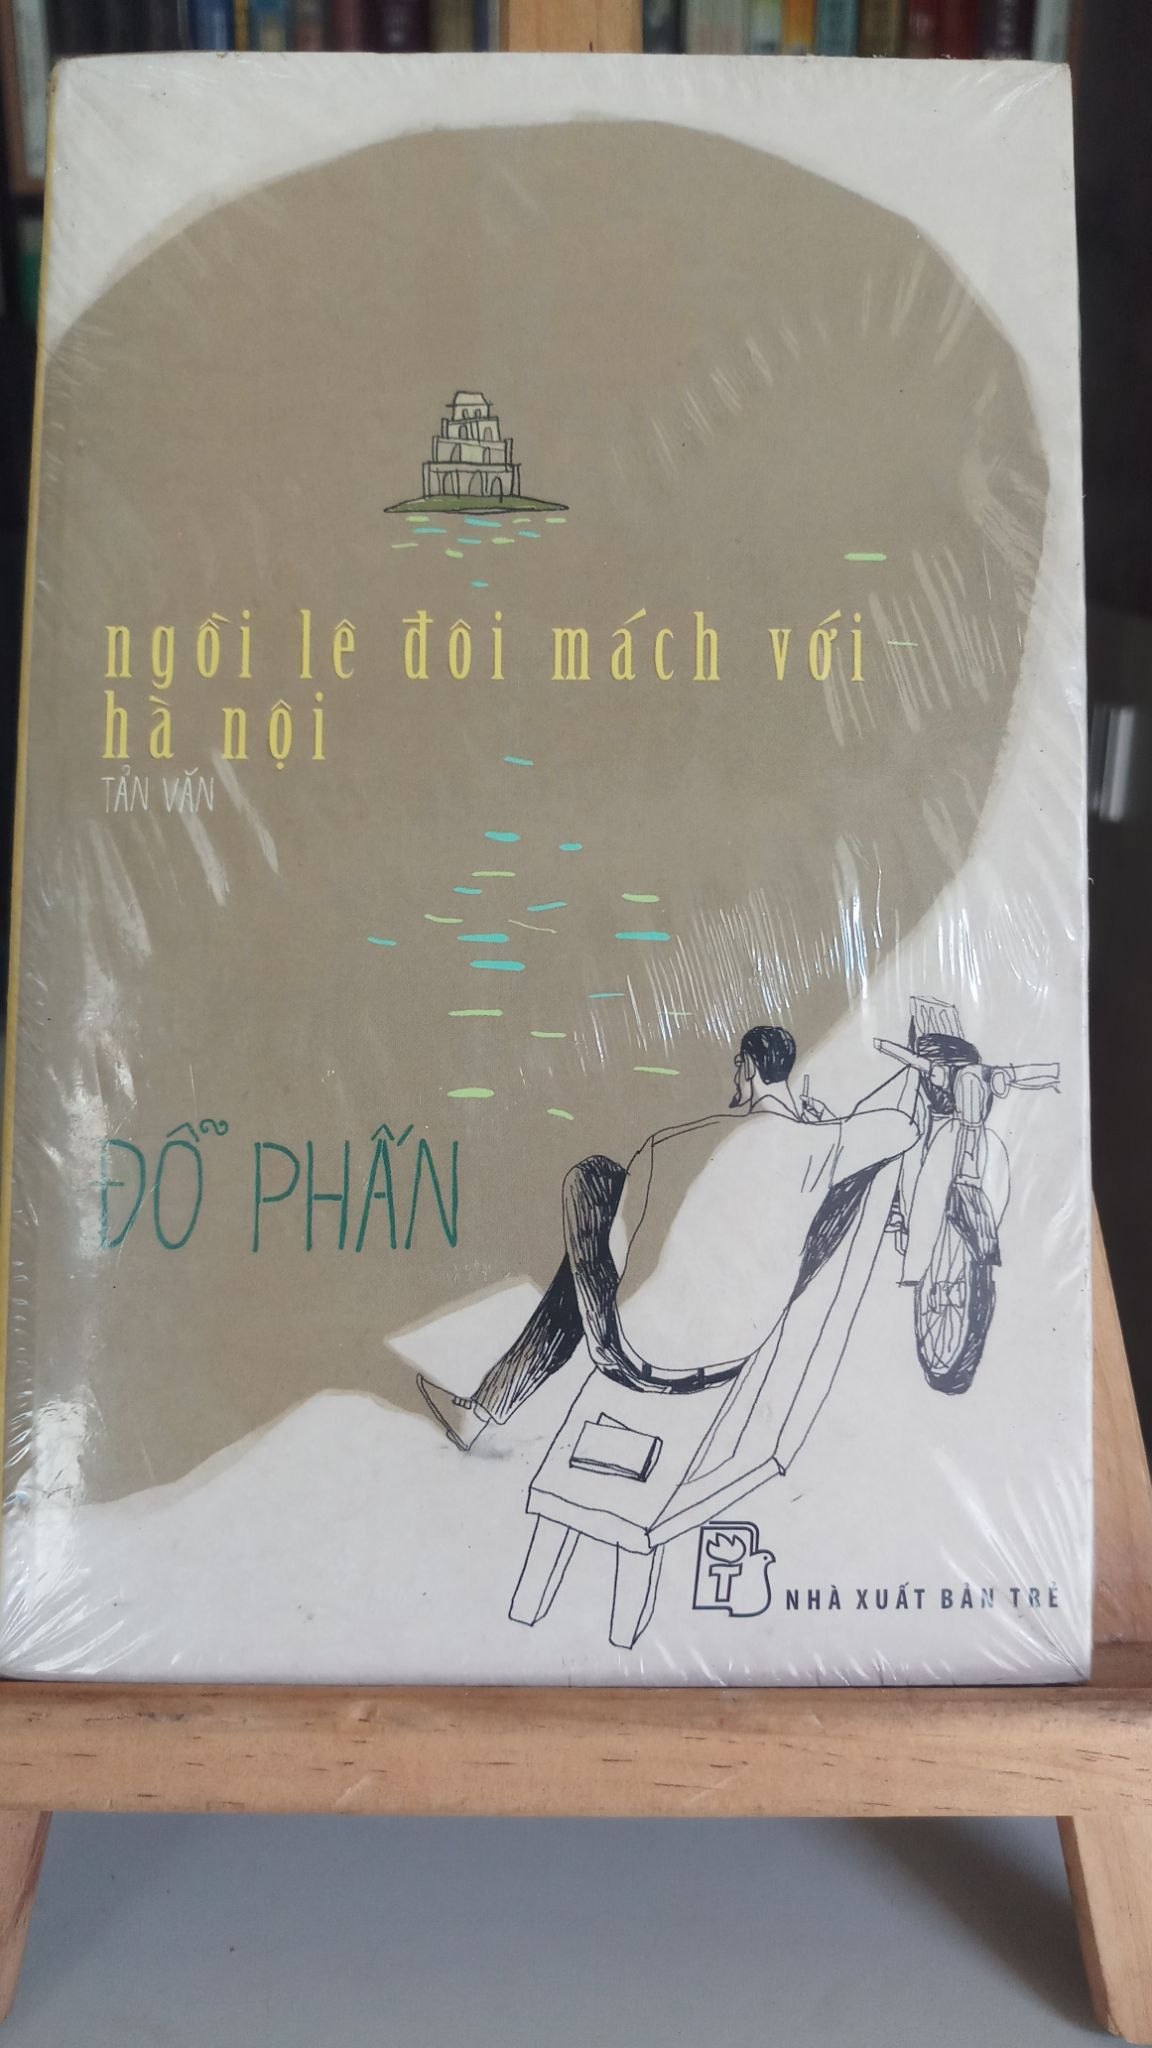 ngồi lê đôi mách với
hà nội
TẢN VĂN
ĐỖ PHẤN
T
NHÀ XUẤT BẢN TRẺ